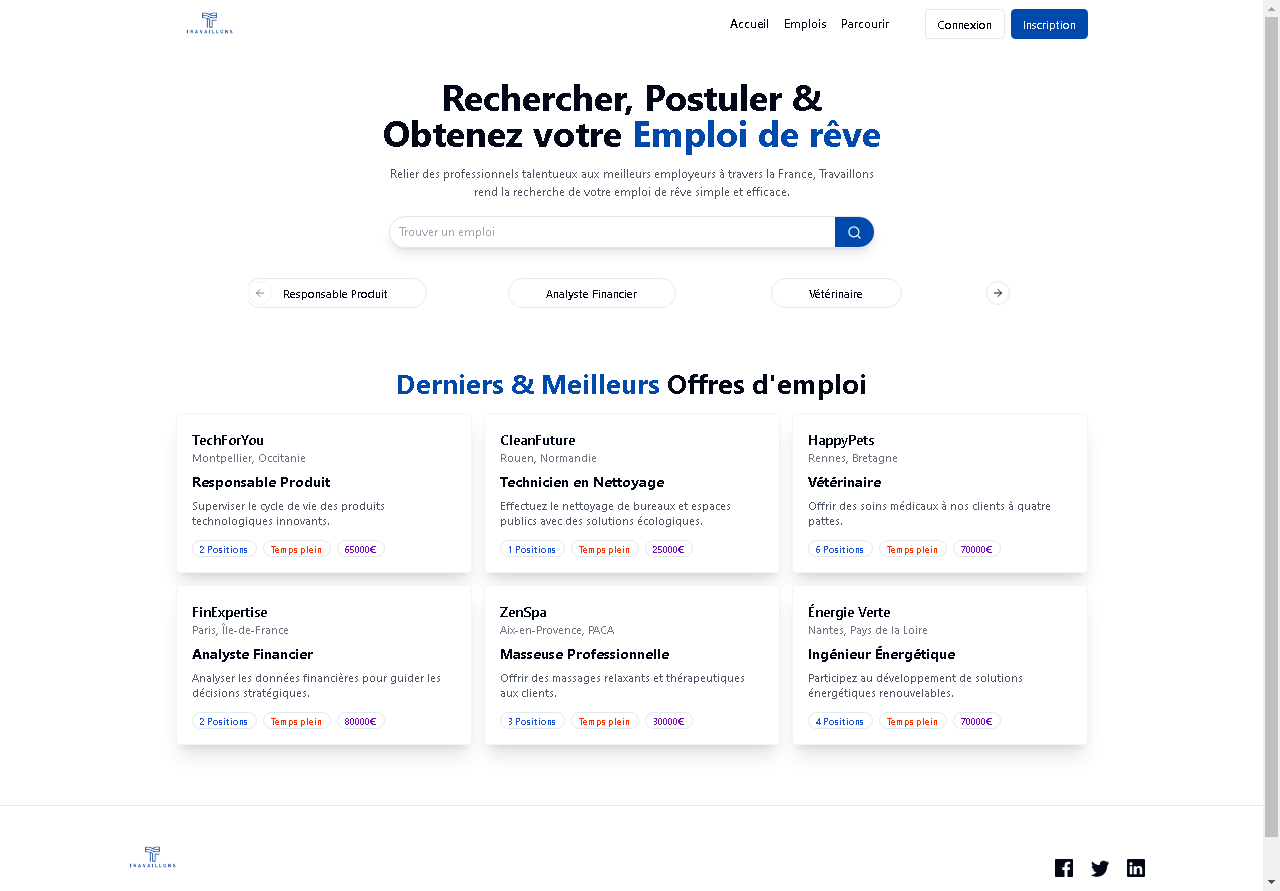 TRAVAILLONS
Accueil Emplois Parcourir Connexion Inscription
Rechercher, Postuler &
Obtenez votre Emploi de rêve
Relier des professionnels talentueux aux meilleurs employeurs à travers la France, Travaillons
rend la recherche de votre emploi de rêve simple et efficace.
Trouver un emploi
Responsable Produit
Analyste Financier
Vétérinaire
Derniers & Meilleurs Offres d'emploi
TechForYou
Montpellier, Occitanie
Responsable Produit
Superviser le cycle de vie des produits
technologiques innovants.
2 Positions Temps plein 65000€
CleanFuture
Rouen, Normandie
Technicien en Nettoyage
Effectuez le nettoyage de bureaux et espaces
publics avec des solutions écologiques.
1 Positions Temps plein 25000€
HappyPets
Rennes, Bretagne
Vétérinaire
Offrir des soins médicaux à nos clients à quatre
pattes.
6 Positions Temps plein 70000€
FinExpertise
Paris, Île-de-France
Analyste Financier
Analyser les données financières pour guider les
décisions stratégiques.
2 Positions Temps plein 80000€
ZenSpa
Aix-en-Provence, PACA
Masseuse Professionnelle
Offrir des massages relaxants et thérapeutiques
aux clients.
3 Positions Temps plein 30000€
Énergie Verte
Nantes, Pays de la Loire
Ingénieur Énergétique
Participez au développement de solutions
énergétiques renouvelables.
4 Positions Temps plein 70000€
TRAVAILLONS